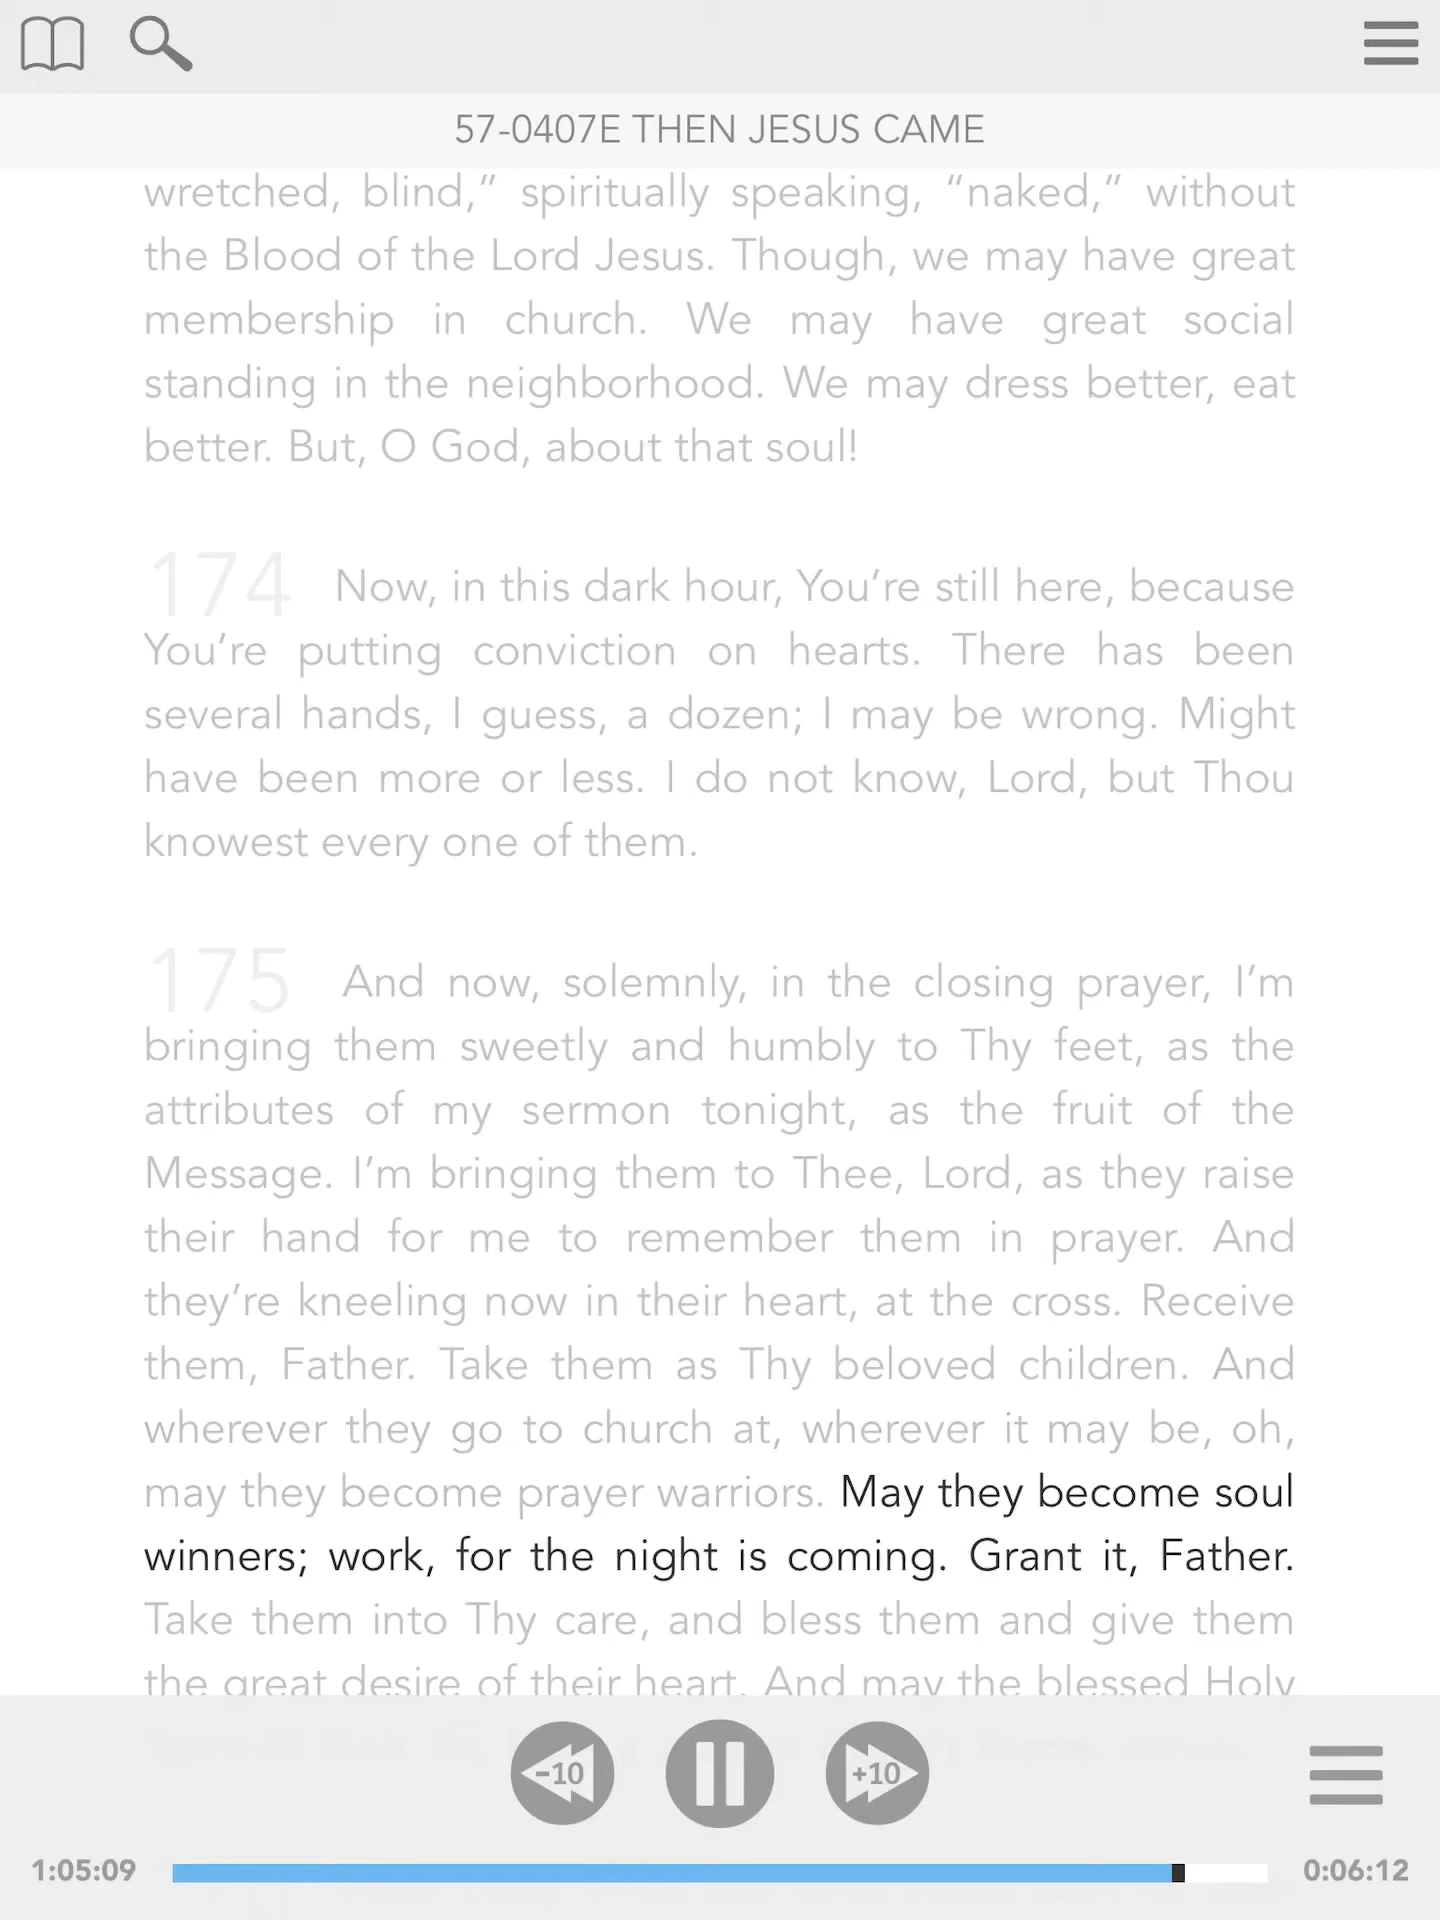 57-0407E THEN JESUS CAME
wretched, blind,” spiritually speaking, “naked,” without
the Blood of the Lord Jesus. Though, we may have great
membership in church. We may have great social
standing in the neighborhood. We may dress better, eat
better. But, O God, about that soul!
174 Now, in this dark hour, You’re still here, because
You’re putting conviction on hearts. There has been
several hands, I guess, a dozen; I may be wrong. Might
have been more or less. I do not know, Lord, but Thou
knowest every one of them.
175 And now, solemnly, in the closing prayer, I’m
bringing them sweetly and humbly to Thy feet, as the
attributes of my sermon tonight, as the fruit of the
Message. I’m bringing them to Thee, Lord, as they raise
their hand for me to remember them in prayer. And
they’re kneeling now in their heart, at the cross. Receive
them, Father. Take them as Thy beloved children. And
wherever they go to church at, wherever it may be, oh,
may they become prayer warriors. May they become soul
winners; work, for the night is coming. Grant it, Father.
Take them into Thy care, and bless them and give them
the great desire of their heart. And may the blessed Holy
-10 +10
1:05:09 0:06:12